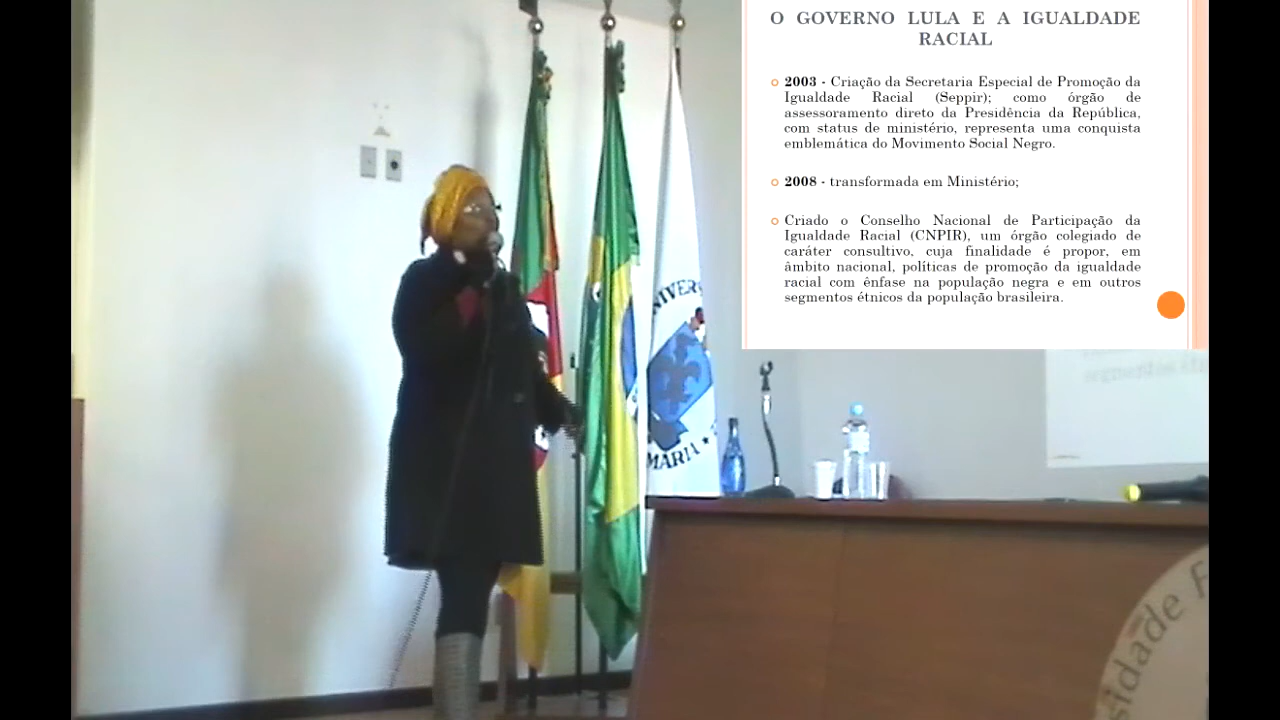 O GOVERNO LULA E A IGUALDADE
RACIAL
2003 - Criação da Secretaria Especial de Promoção da
Igualdade Racial (Seppir); como órgão de
assessoramento direto da Presidência da República,
com status de ministério, representa uma conquista
emblemática do Movimento Social Negro.
2008 - transformada em Ministério;
Criado o Conselho Nacional de Participação da
Igualdade Racial (CNPIR), um órgão colegiado de
caráter consultivo, cuja finalidade é propor, em
âmbito nacional, políticas de promoção da igualdade
racial com ênfase na população negra e em outros
segmentos étnicos da população brasileira.
NIVER
MARIA
segmentos
sidade F